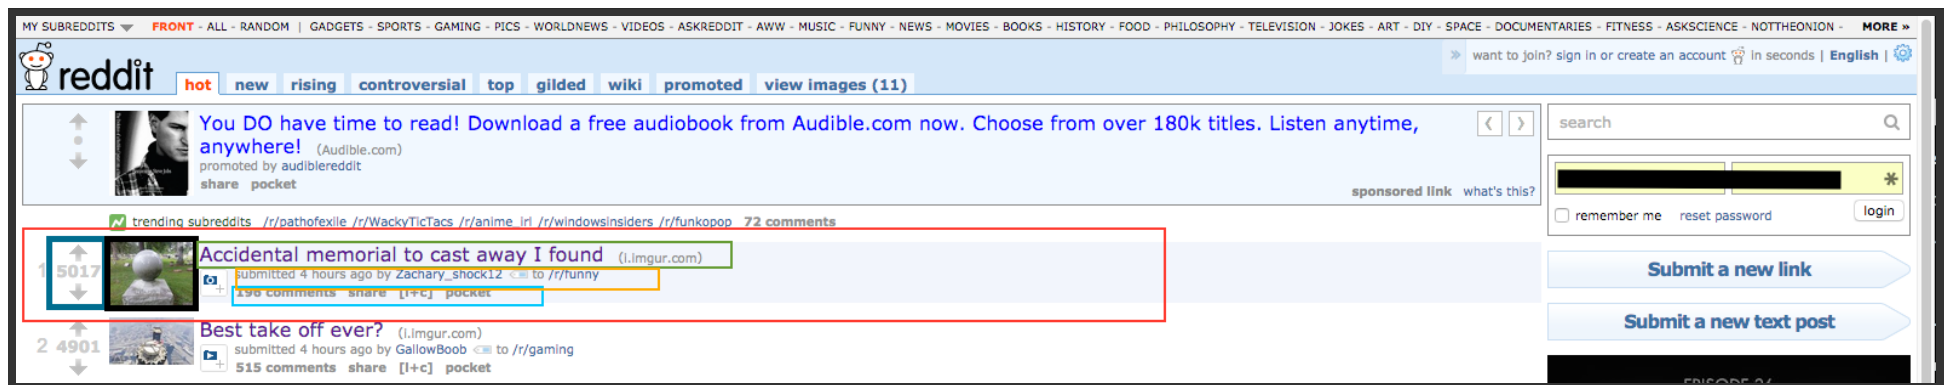 MY SUBREDDITS FRONT - ALL - RANDOM | GADGETS - SPORTS - GAMING - PICS - WORLDNEWS - VIDEOS - ASKREDDIT - AWW - MUSIC - FUNNY - NEWS - MOVIES - BOOKS - HISTORY - FOOD - PHILOSOPHY - TELEVISION - JOKES - ART - DIY - SPACE - DOCUMENTARIES - FITNESS - ASKSCIENCE - NOTTHEONION - MORE »
» want to join? sign in or create an account in seconds | English |
reddit hot new rising controversial top gilded wiki promoted view images (11)
You DO have time to read! Download a free audiobook from Audible.com now. Choose from over 180k titles. Listen anytime,
anywhere! (Audible.com)
promoted by audiblereddit
share pocket
sponsored link what's this?
search
remember me reset password login
trending subreddits /r/pathofexile /r/WackyTicTacs /r/anime_irl /r/windowsinsiders /r/funkopop 72 comments
1 5017 Accidental memorial to cast away I found (i.imgur.com)
submitted 4 hours ago by Zachary_shock12 to /r/funny
196 comments share [l+c] pocket
Submit a new link
Submit a new text post
2 4901 Best take off ever? (i.imgur.com)
submitted 4 hours ago by GallowBoob to /r/gaming
515 comments share [l+c] pocket